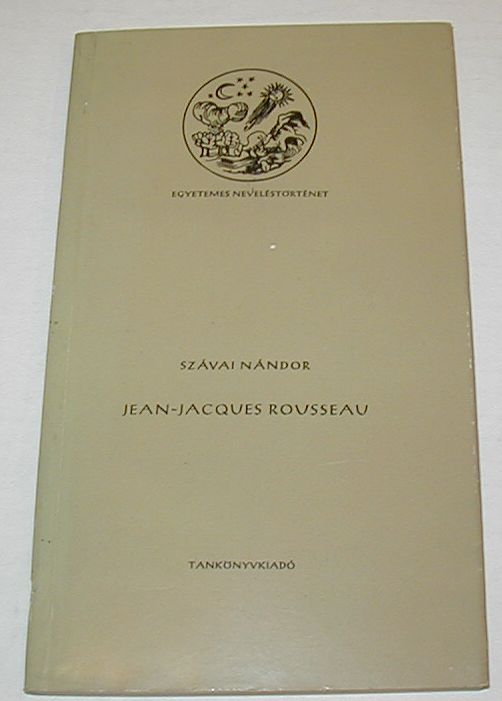 EGYETEMES NEVELÉSTÖRTÉNET
SZÁVAI NÁNDOR
JEAN-JACQUES ROUSSEAU
TANKÖNYVKIADÓ